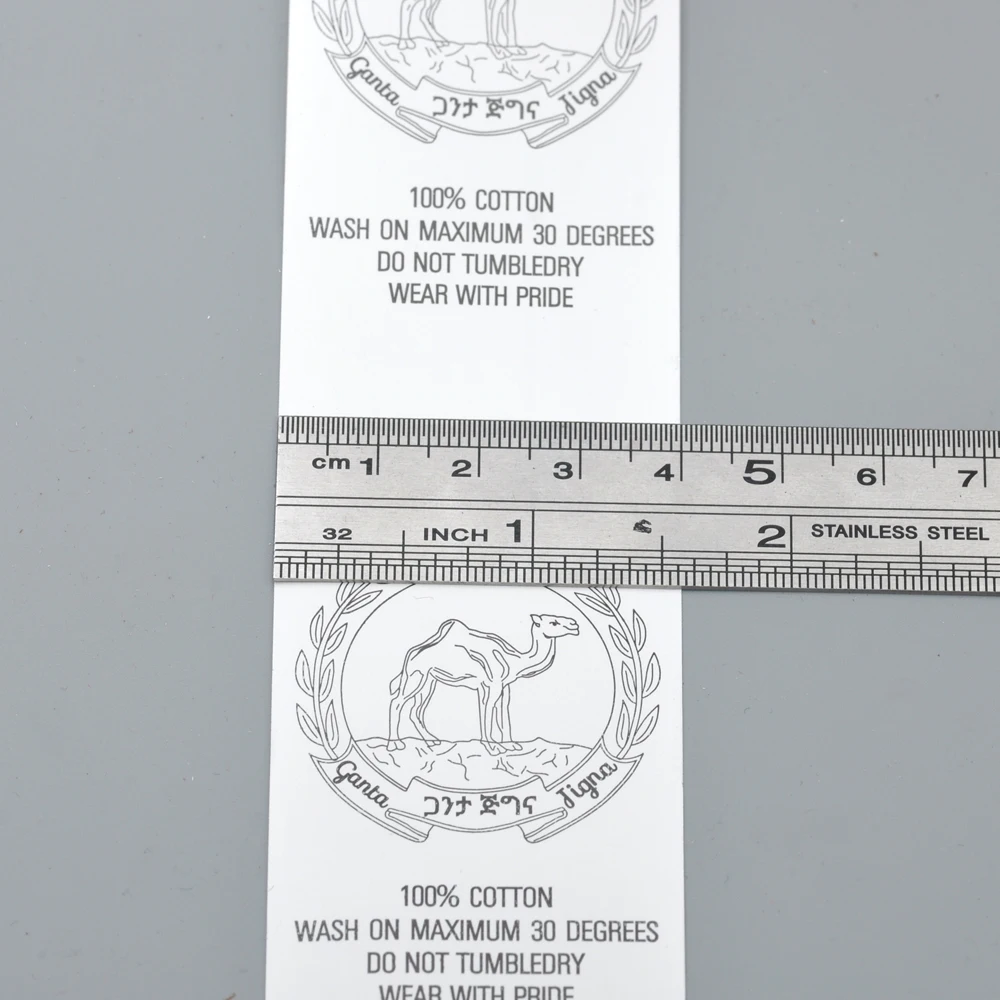 Ganta ጋንታ ጅግና Jigna
100% COTTON
WASH ON MAXIMUM 30 DEGREES
DO NOT TUMBLEDRY
WEAR WITH PRIDE
cm 1 2 3 4 5 6 7
32 INCH 1 2 STAINLESS STEEL
Ganta ጋንታ ጅግና Jigna
100% COTTON
WASH ON MAXIMUM 30 DEGREES
DO NOT TUMBLEDRY
WEAR WITH PRIDE